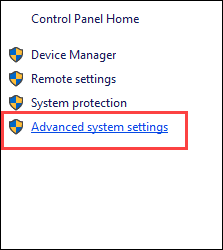 Control Panel Home
Device Manager
Remote settings
System protection
Advanced system settings